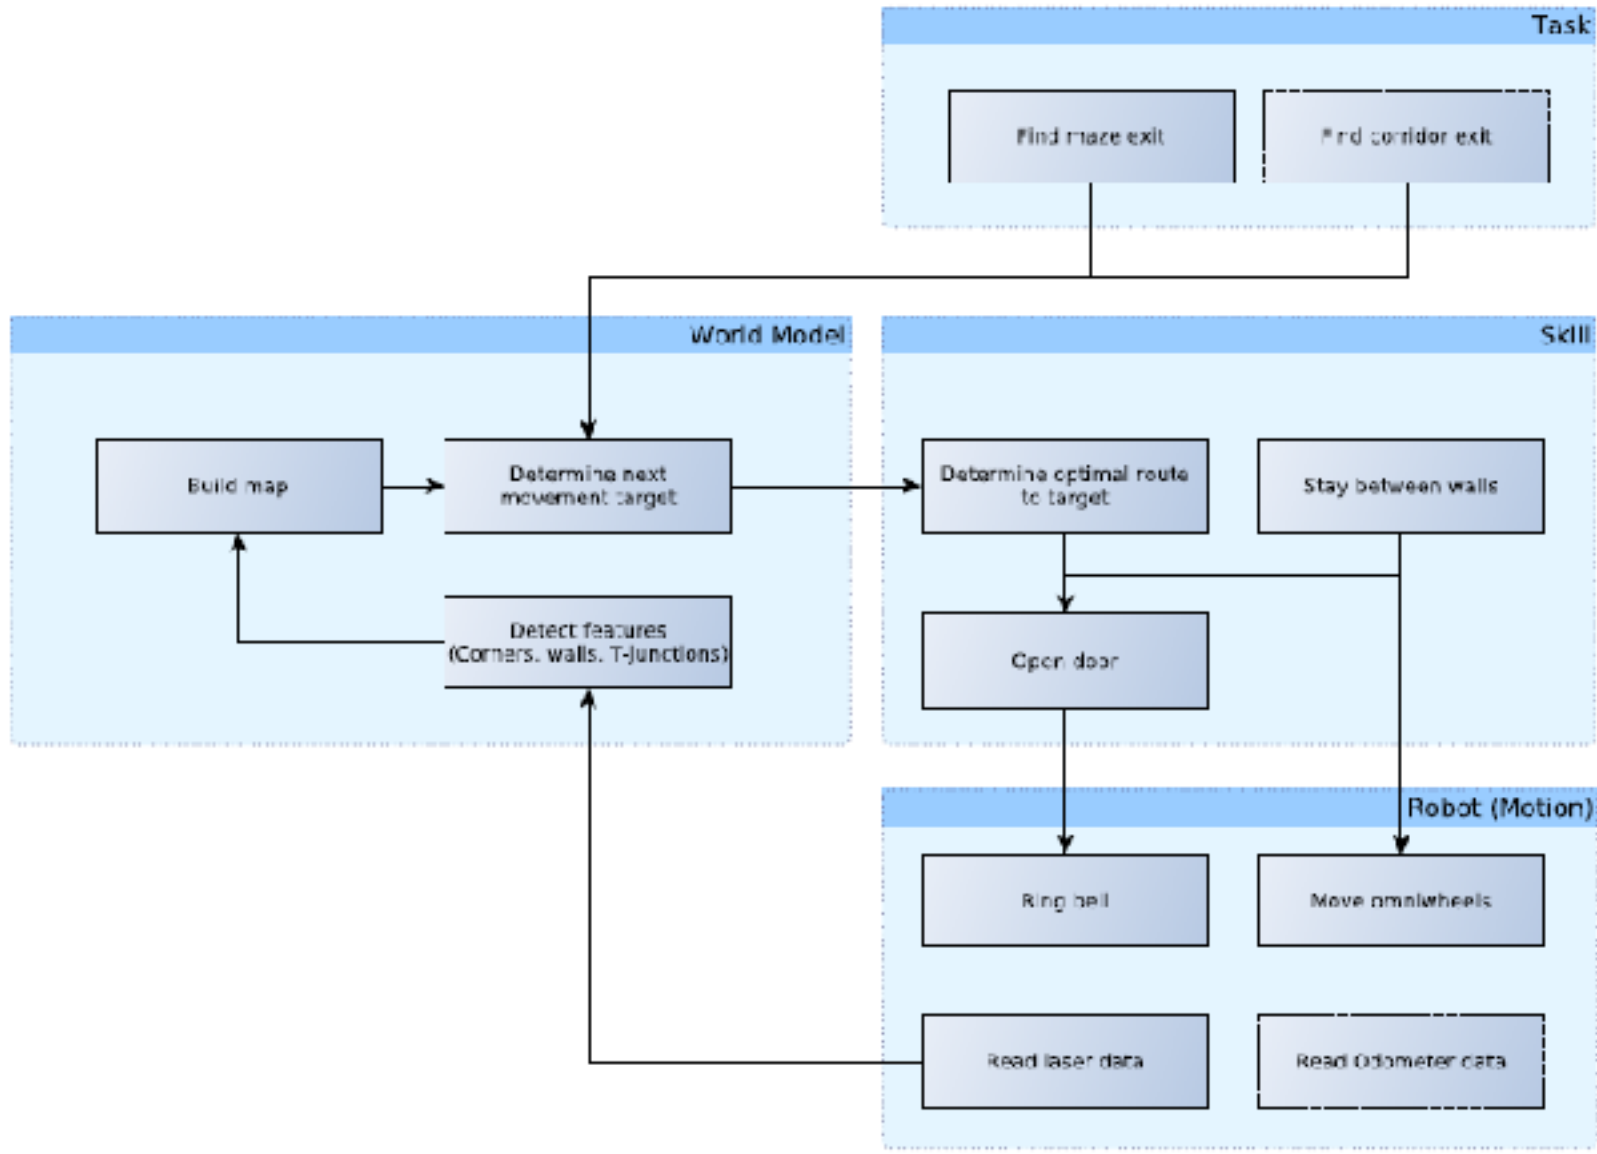 Task
Find maze exit
Find corridor exit
World Model
Skill
Build map
Determine next
movement target
Determine optimal route
to target
Stay between walls
Detect features
(Corners, walls, T-junctions)
Open door
Robot (Motion)
Ring bell
Move omniwheels
Read laser data
Read Odometer data